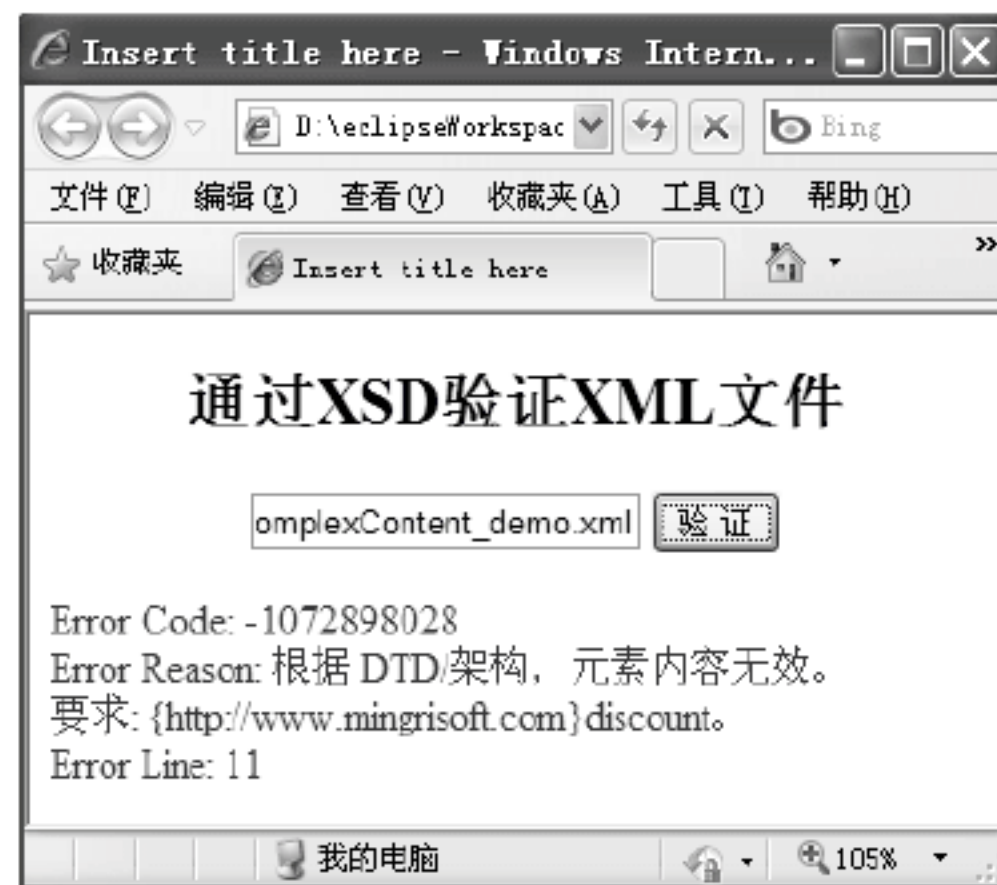 Insert title here - Windows Intern...
D:\eclipseWorkspac
Bing
文件(F) 编辑(E) 查看(V) 收藏夹(A) 工具(T) 帮助(H)
收藏夹 Insert title here
»
通过XSD验证XML文件
omplexContent_demo.xml 验 证
Error Code: -1072898028
Error Reason: 根据 DTD/架构，元素内容无效。
要求: {http://www.mingrisoft.com}discount。
Error Line: 11
我的电脑 105%